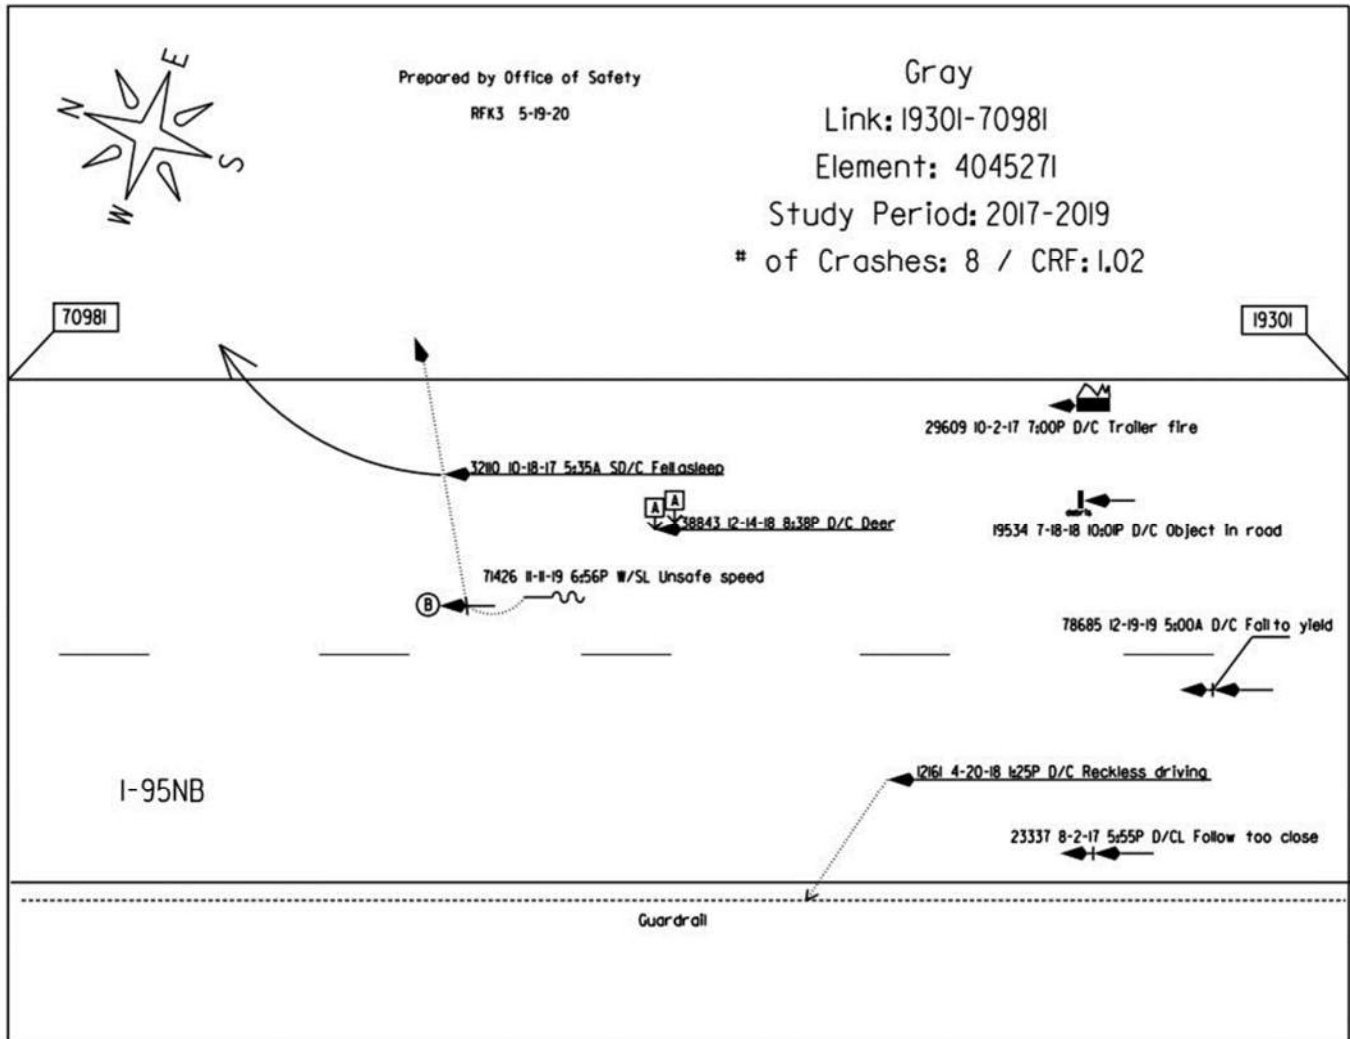 E
N
S
W
Prepared by Office of Safety
RFK3 5-19-20
Gray
Link: 19301-70981
Element: 4045271
Study Period: 2017-2019
# of Crashes: 8 / CRF: 1.02
70981
19301
29609 10-2-17 7:00P D/C Trailer fire
32110 10-18-17 5:35A SD/C Fell asleep
A
A
38843 12-14-18 8:38P D/C Deer
debris
19534 7-18-18 10:01P D/C Object in road
71426 11-11-19 6:56P W/SL Unsafe speed
B
78685 12-19-19 5:00A D/C Fail to yield
I-95NB
12161 4-20-18 1:25P D/C Reckless driving
23337 8-2-17 5:55P D/CL Follow too close
Guardrail